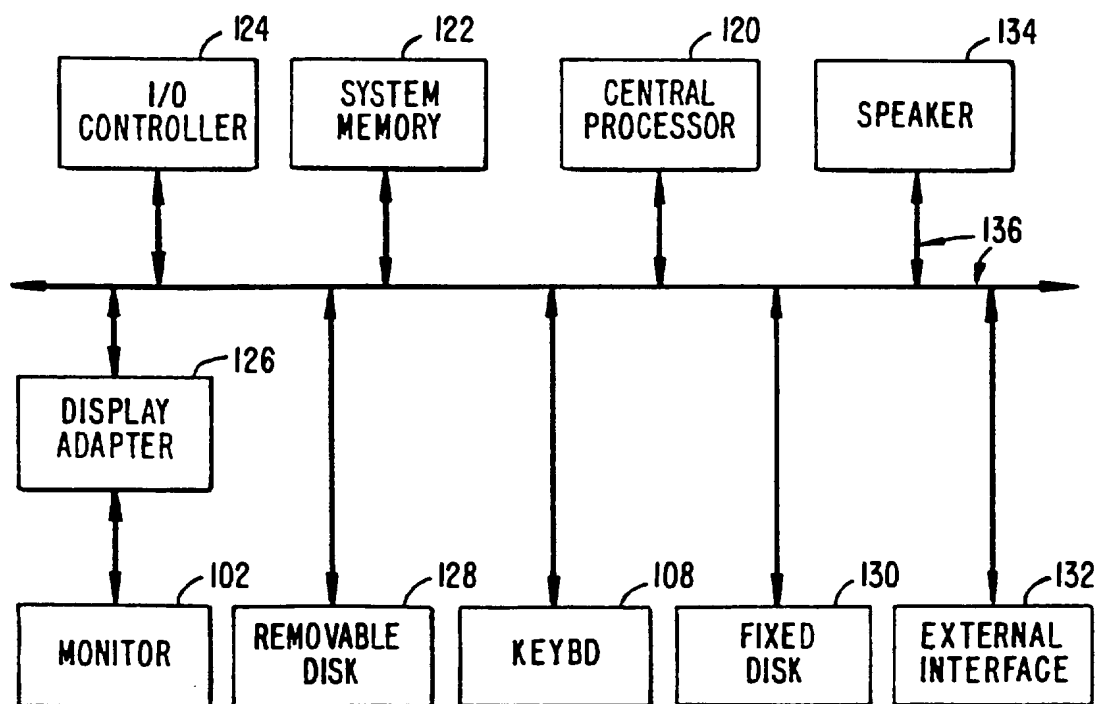 124
122
120
134
I/O
CONTROLLER
SYSTEM
MEMORY
CENTRAL
PROCESSOR
SPEAKER
136
126
DISPLAY
ADAPTER
102
128
108
130
132
MONITOR
REMOVABLE
DISK
KEYBD
FIXED
DISK
EXTERNAL
INTERFACE